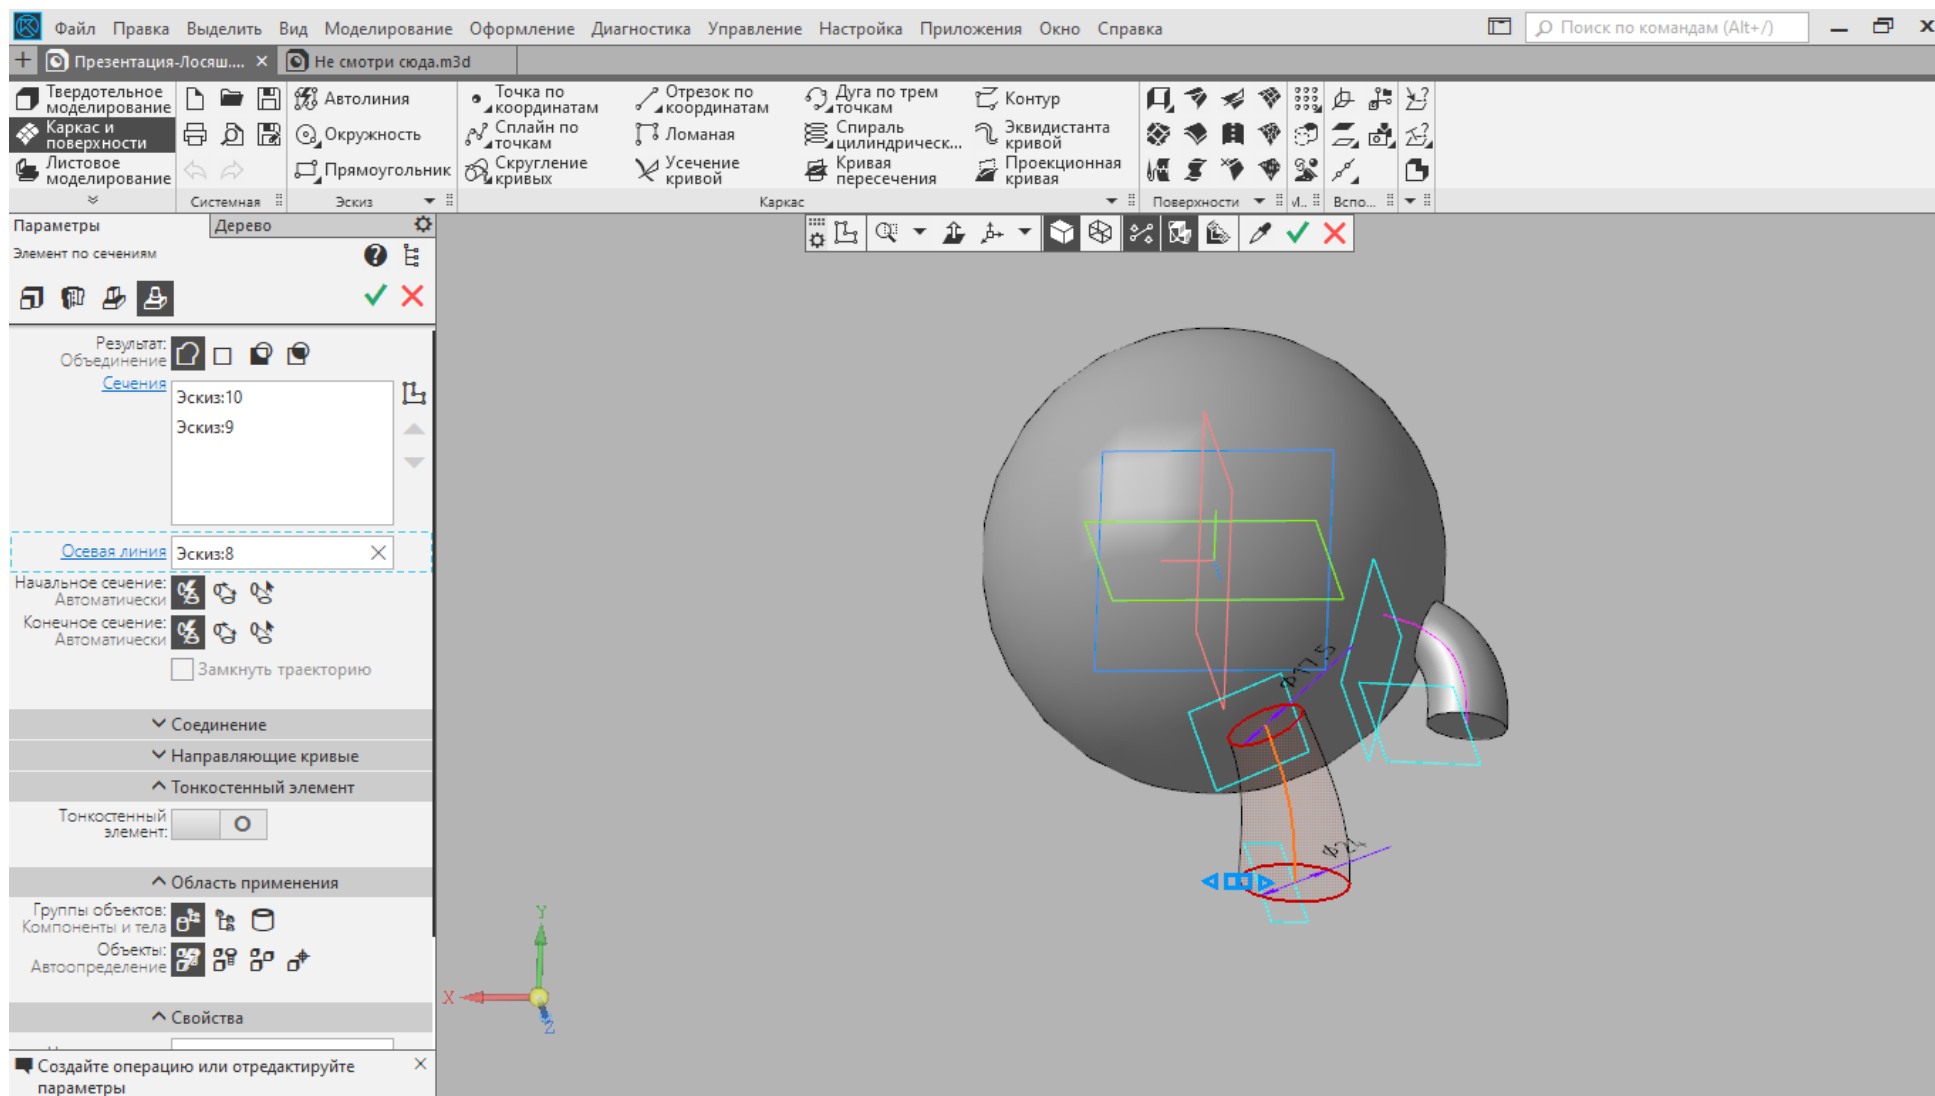 Файл Правка Выделить Вид Моделирование Оформление Диагностика Управление Настройка Приложения Окно Справка
Поиск по командам (Alt+/)
Презентация-Лосяш....
Не смотри сюда.m3d
Твердотельное
моделирование
Каркас и
поверхности
Листовое
моделирование
Системная
Автолиния
Окружность
Прямоугольник
Эскиз
Точка по
координатам
Сплайн по
точкам
Скругление
кривых
Отрезок по
координатам
Ломаная
Усечение
кривой
Дуга по трем
точкам
Спираль
цилиндрическ...
Кривая
пересечения
Контур
Эквидистанта
кривой
Проекционная
кривая
Каркас
Поверхности
И...
Вспо...
Параметры
Дерево
Элемент по сечениям
Результат:
Объединение
Сечения
Эскиз:10
Эскиз:9
Осевая линия
Эскиз:8
Начальное сечение:
Автоматически
Конечное сечение:
Автоматически
Замкнуть траекторию
Соединение
Направляющие кривые
Тонкостенный элемент
Тонкостенный
элемент:
Область применения
Группы объектов:
Компоненты и тела
Объекты:
Автоопределение
Свойства
Создайте операцию или отредактируйте
параметры
Ø17,5
Ø24
Y
X
Z